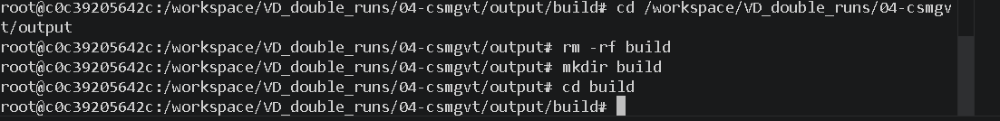 root@c0c39205642c:/workspace/VD_double_runs/04-csmgvt/output/build# cd /workspace/VD_double_runs/04-csmgv
t/output
root@c0c39205642c:/workspace/VD_double_runs/04-csmgvt/output# rm -rf build
root@c0c39205642c:/workspace/VD_double_runs/04-csmgvt/output# mkdir build
root@c0c39205642c:/workspace/VD_double_runs/04-csmgvt/output# cd build
root@c0c39205642c:/workspace/VD_double_runs/04-csmgvt/output/build#